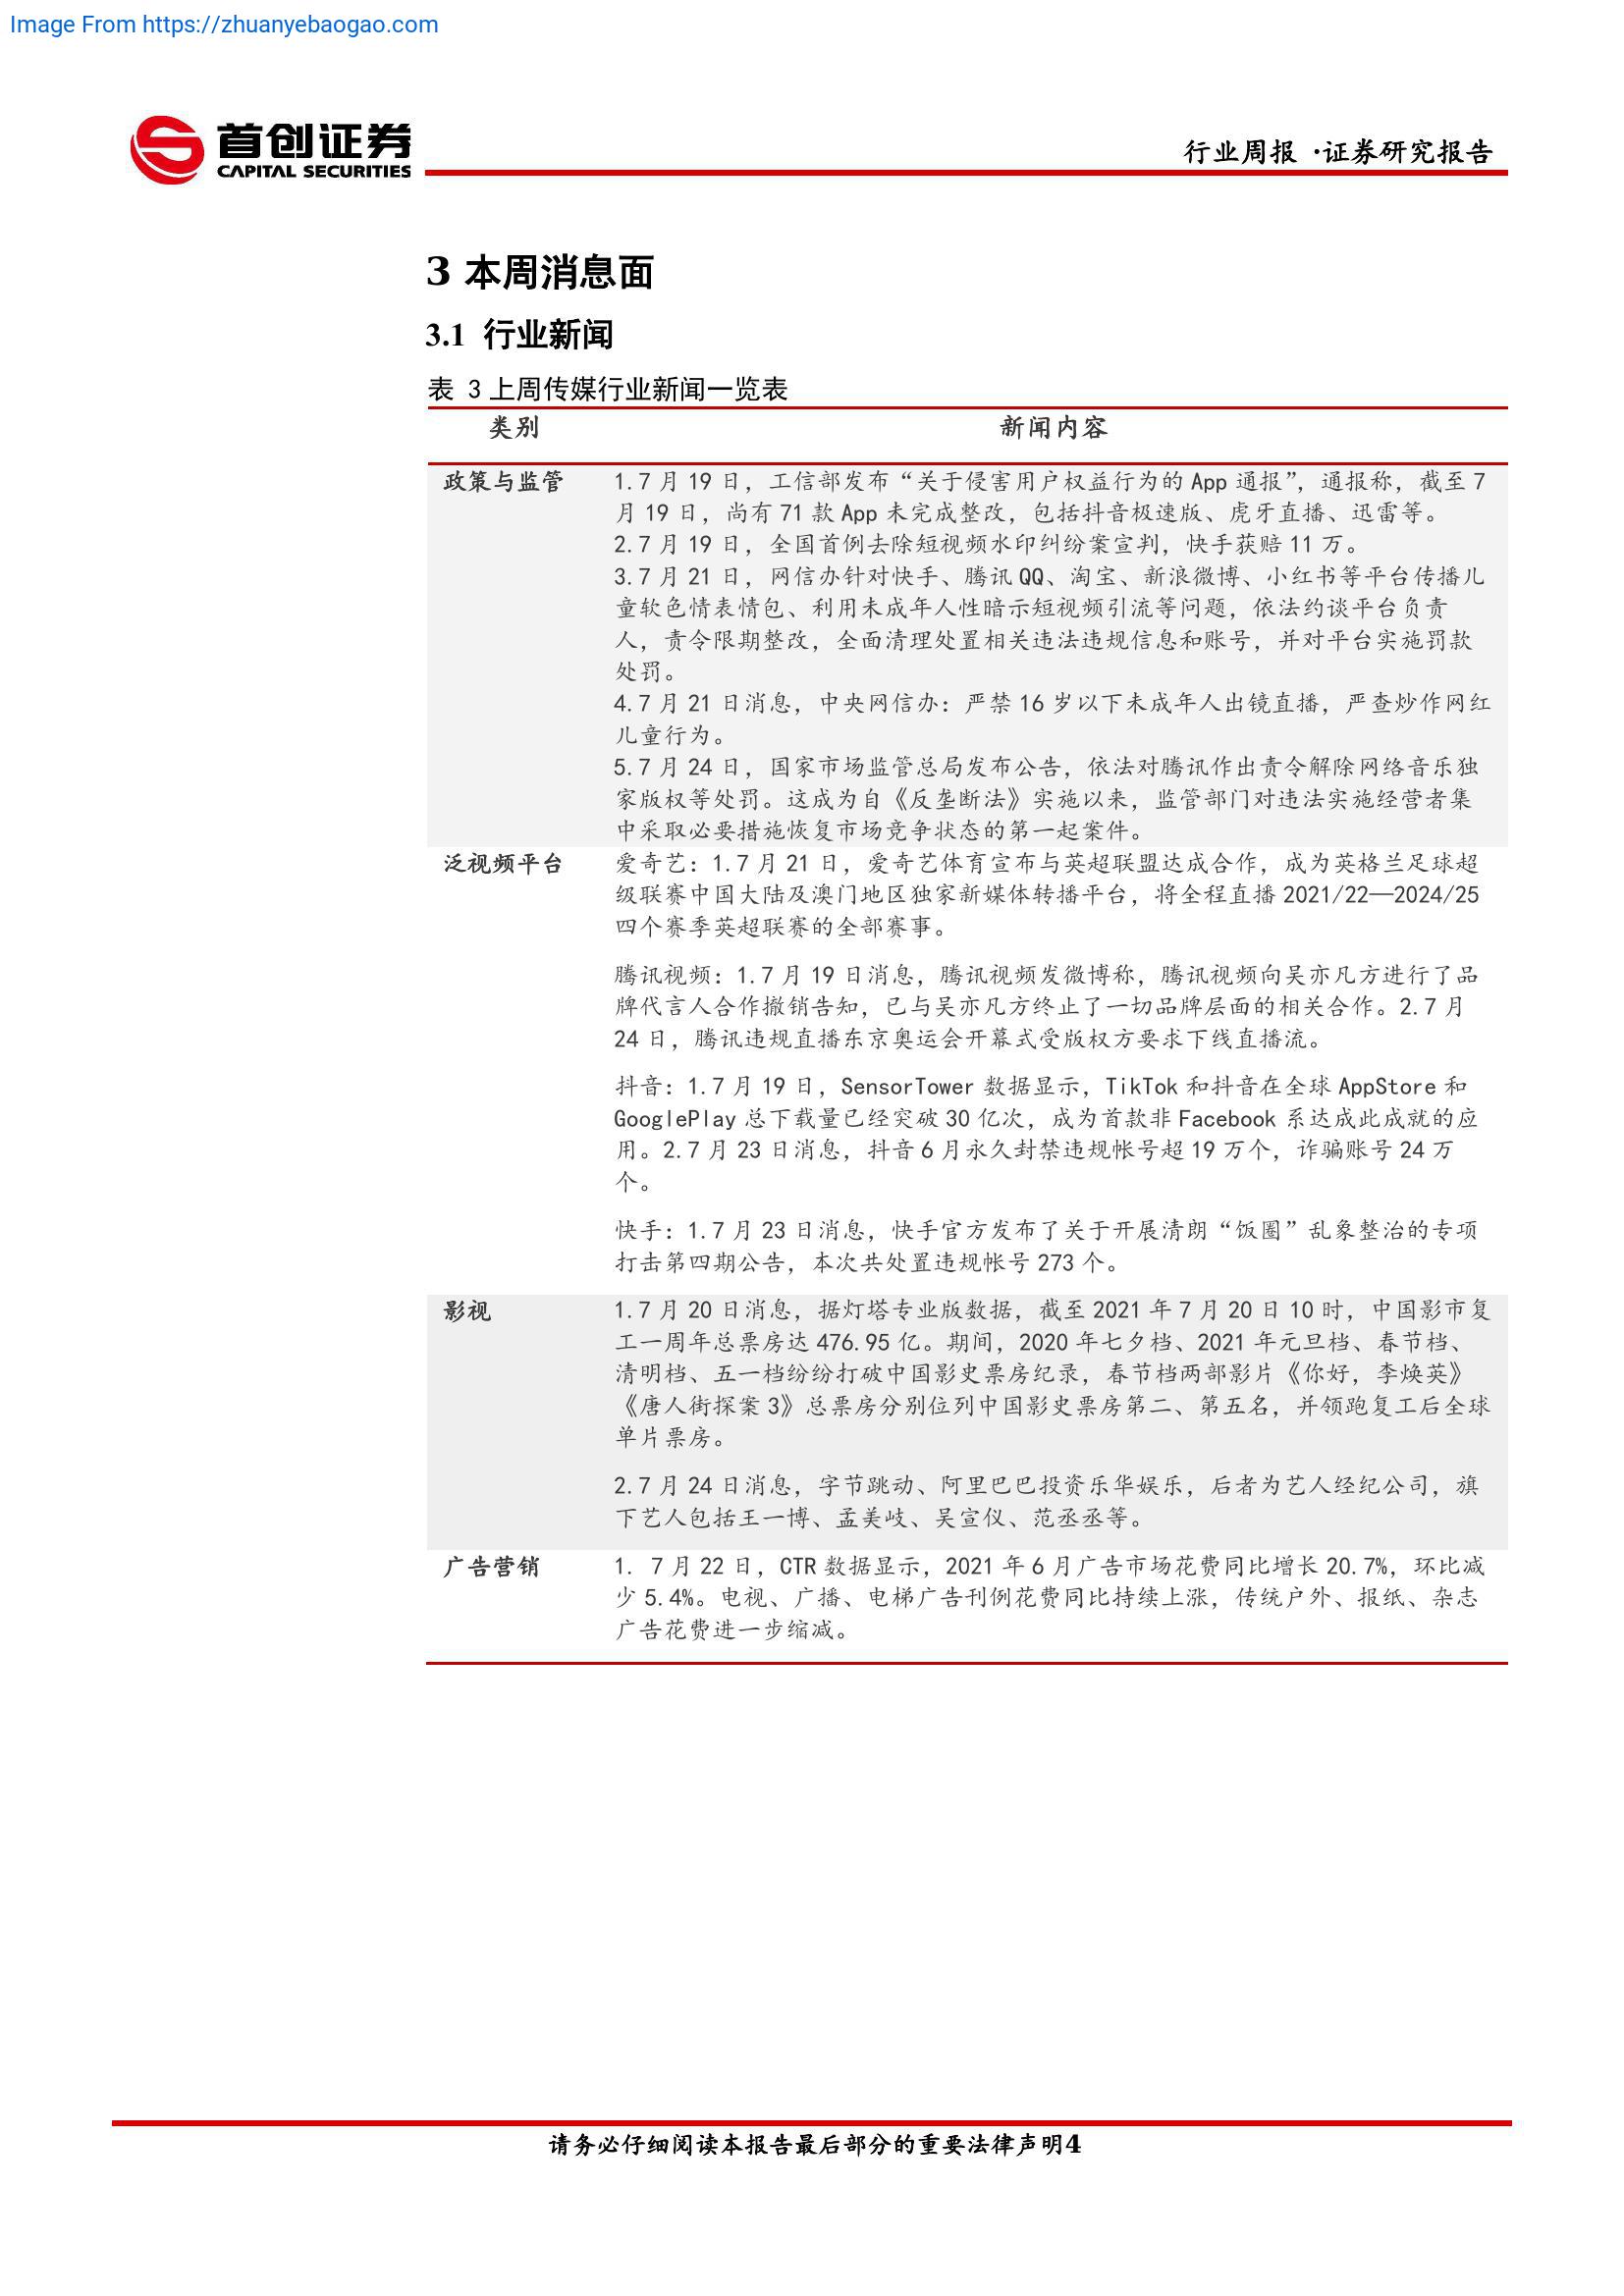 Image From https://zhuanyebaogao.com
首创证券
CAPITAL SECURITIES
行业周报 ·证券研究报告
3 本周消息面
3.1 行业新闻
表 3 上周传媒行业新闻一览表
类别 新闻内容
政策与监管 1.7 月 19 日，工信部发布“关于侵害用户权益行为的 App 通报”，通报称，截至 7
月 19 日，尚有 71 款 App 未完成整改，包括抖音极速版、虎牙直播、迅雷等。
2.7 月 19 日，全国首例去除短视频水印纠纷案宣判，快手获赔 11 万。
3.7 月 21 日，网信办针对快手、腾讯 QQ、淘宝、新浪微博、小红书等平台传播儿
童软色情表情包、利用未成年人性暗示短视频引流等问题，依法约谈平台负责
人，责令限期整改，全面清理处置相关违法违规信息和账号，并对平台实施罚款
处罚。
4.7 月 21 日消息，中央网信办：严禁 16 岁以下未成年人出镜直播，严查炒作网红
儿童行为。
5.7 月 24 日，国家市场监管总局发布公告，依法对腾讯作出责令解除网络音乐独
家版权等处罚。这成为自《反垄断法》实施以来，监管部门对违法实施经营者集
中采取必要措施恢复市场竞争状态的第一起案件。
泛视频平台 爱奇艺：1.7 月 21 日，爱奇艺体育宣布与英超联盟达成合作，成为英格兰足球超
级联赛中国大陆及澳门地区独家新媒体转播平台，将全程直播 2021/22—2024/25
四个赛季英超联赛的全部赛事。
腾讯视频：1.7 月 19 日消息，腾讯视频发微博称，腾讯视频向吴亦凡方进行了品
牌代言人合作撤销告知，已与吴亦凡方终止了一切品牌层面的相关合作。2.7 月
24 日，腾讯违规直播东京奥运会开幕式受版权方要求下线直播流。
抖音：1.7 月 19 日，SensorTower 数据显示，TikTok 和抖音在全球 AppStore 和
GooglePlay 总下载量已经突破 30 亿次，成为首款非 Facebook 系达成此成就的应
用。2.7 月 23 日消息，抖音 6 月永久封禁违规帐号超 19 万个，诈骗账号 24 万
个。
快手：1.7 月 23 日消息，快手官方发布了关于开展清朗“饭圈”乱象整治的专项
打击第四期公告，本次共处置违规帐号 273 个。
影视 1.7 月 20 日消息，据灯塔专业版数据，截至 2021 年 7 月 20 日 10 时，中国影市复
工一周年总票房达 476.95 亿。期间，2020 年七夕档、2021 年元旦档、春节档、
清明档、五一档纷纷打破中国影史票房纪录，春节档两部影片《你好，李焕英》
《唐人街探案 3》总票房分别位列中国影史票房第二、第五名，并领跑复工后全球
单片票房。
2.7 月 24 日消息，字节跳动、阿里巴巴投资乐华娱乐，后者为艺人经纪公司，旗
下艺人包括王一博、孟美岐、吴宣仪、范丞丞等。
广告营销 1. 7 月 22 日，CTR 数据显示，2021 年 6 月广告市场花费同比增长 20.7%，环比减
少 5.4%。电视、广播、电梯广告刊例花费同比持续上涨，传统户外、报纸、杂志
广告花费进一步缩减。
请务必仔细阅读本报告最后部分的重要法律声明4